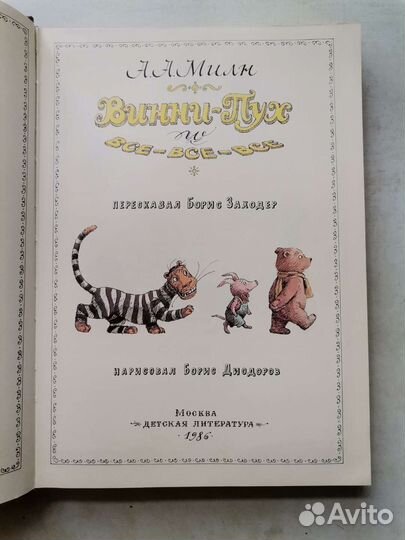 А А Милн
Винни-Пух
и
ВСЕ-ВСЕ-ВСЕ
ПЕРЕСКАЗАЛ БОРИС ЗАХОДЕР
НАРИСОВАЛ БОРИС ДИОДОРОВ
МОСКВА
ДЕТСКАЯ ЛИТЕРАТУРА
1986
Avito